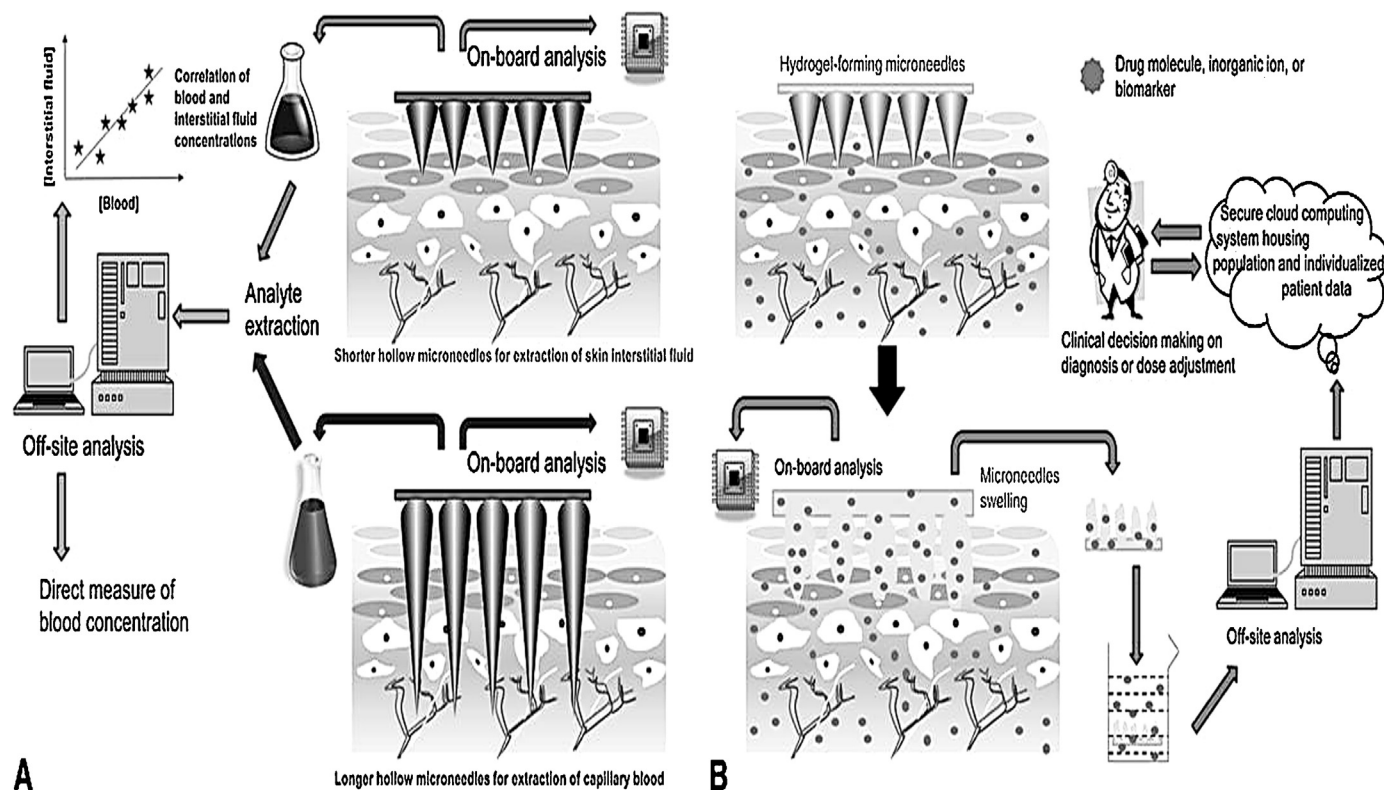 On-board analysis
[Interstitial fluid]
Correlation of
blood and
interstitial fluid
concentrations
[Blood]
Analyte
extraction
Shorter hollow microneedles for extraction of skin interstitial fluid
Off-site analysis
On-board analysis
Direct measure of
blood concentration
Longer hollow microneedles for extraction of capillary blood
A
Hydrogel-forming microneedles
Drug molecule, inorganic ion, or
biomarker
Secure cloud computing
system housing
population and individualized
patient data
Clinical decision making on
diagnosis or dose adjustment
On-board analysis
Microneedles
swelling
Off-site analysis
B